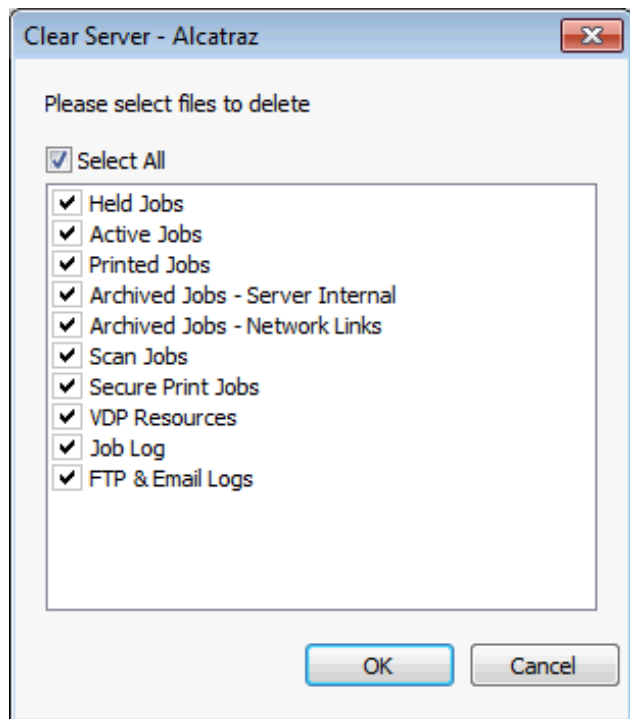 Clear Server - Alcatraz
Please select files to delete
Select All
Held Jobs
Active Jobs
Printed Jobs
Archived Jobs - Server Internal
Archived Jobs - Network Links
Scan Jobs
Secure Print Jobs
VDP Resources
Job Log
FTP & Email Logs
OK Cancel